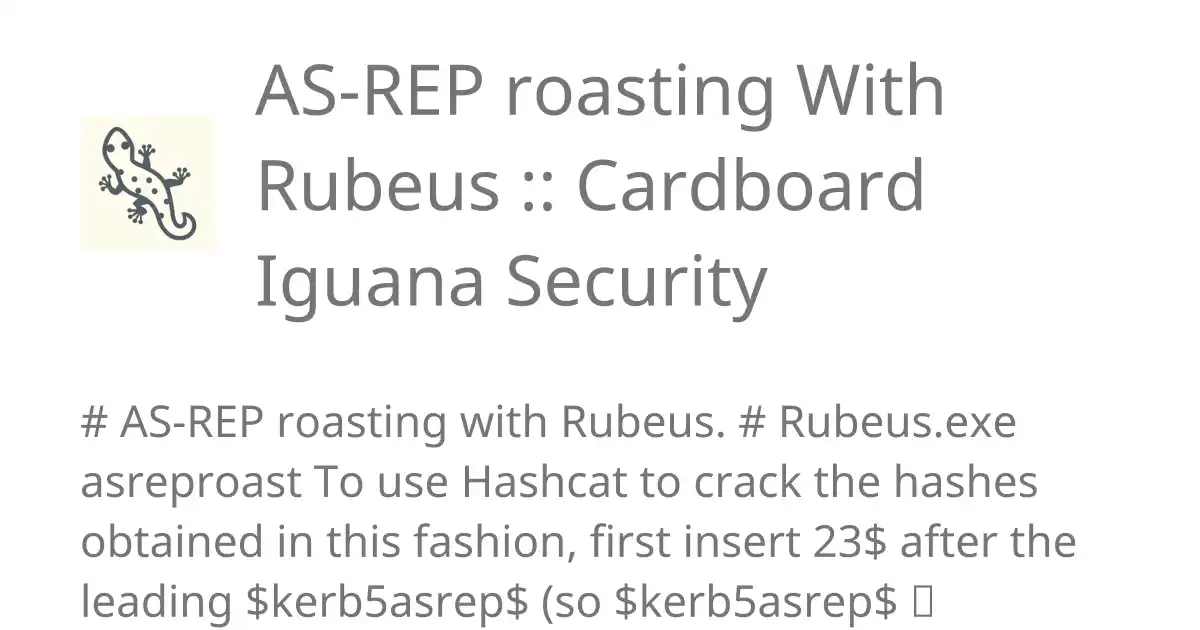 AS-REP roasting With
Rubeus :: Cardboard
Iguana Security
# AS-REP roasting with Rubeus. # Rubeus.exe
asreproast To use Hashcat to crack the hashes
obtained in this fashion, first insert 23$ after the
leading $kerb5asrep$ (so $kerb5asrep$